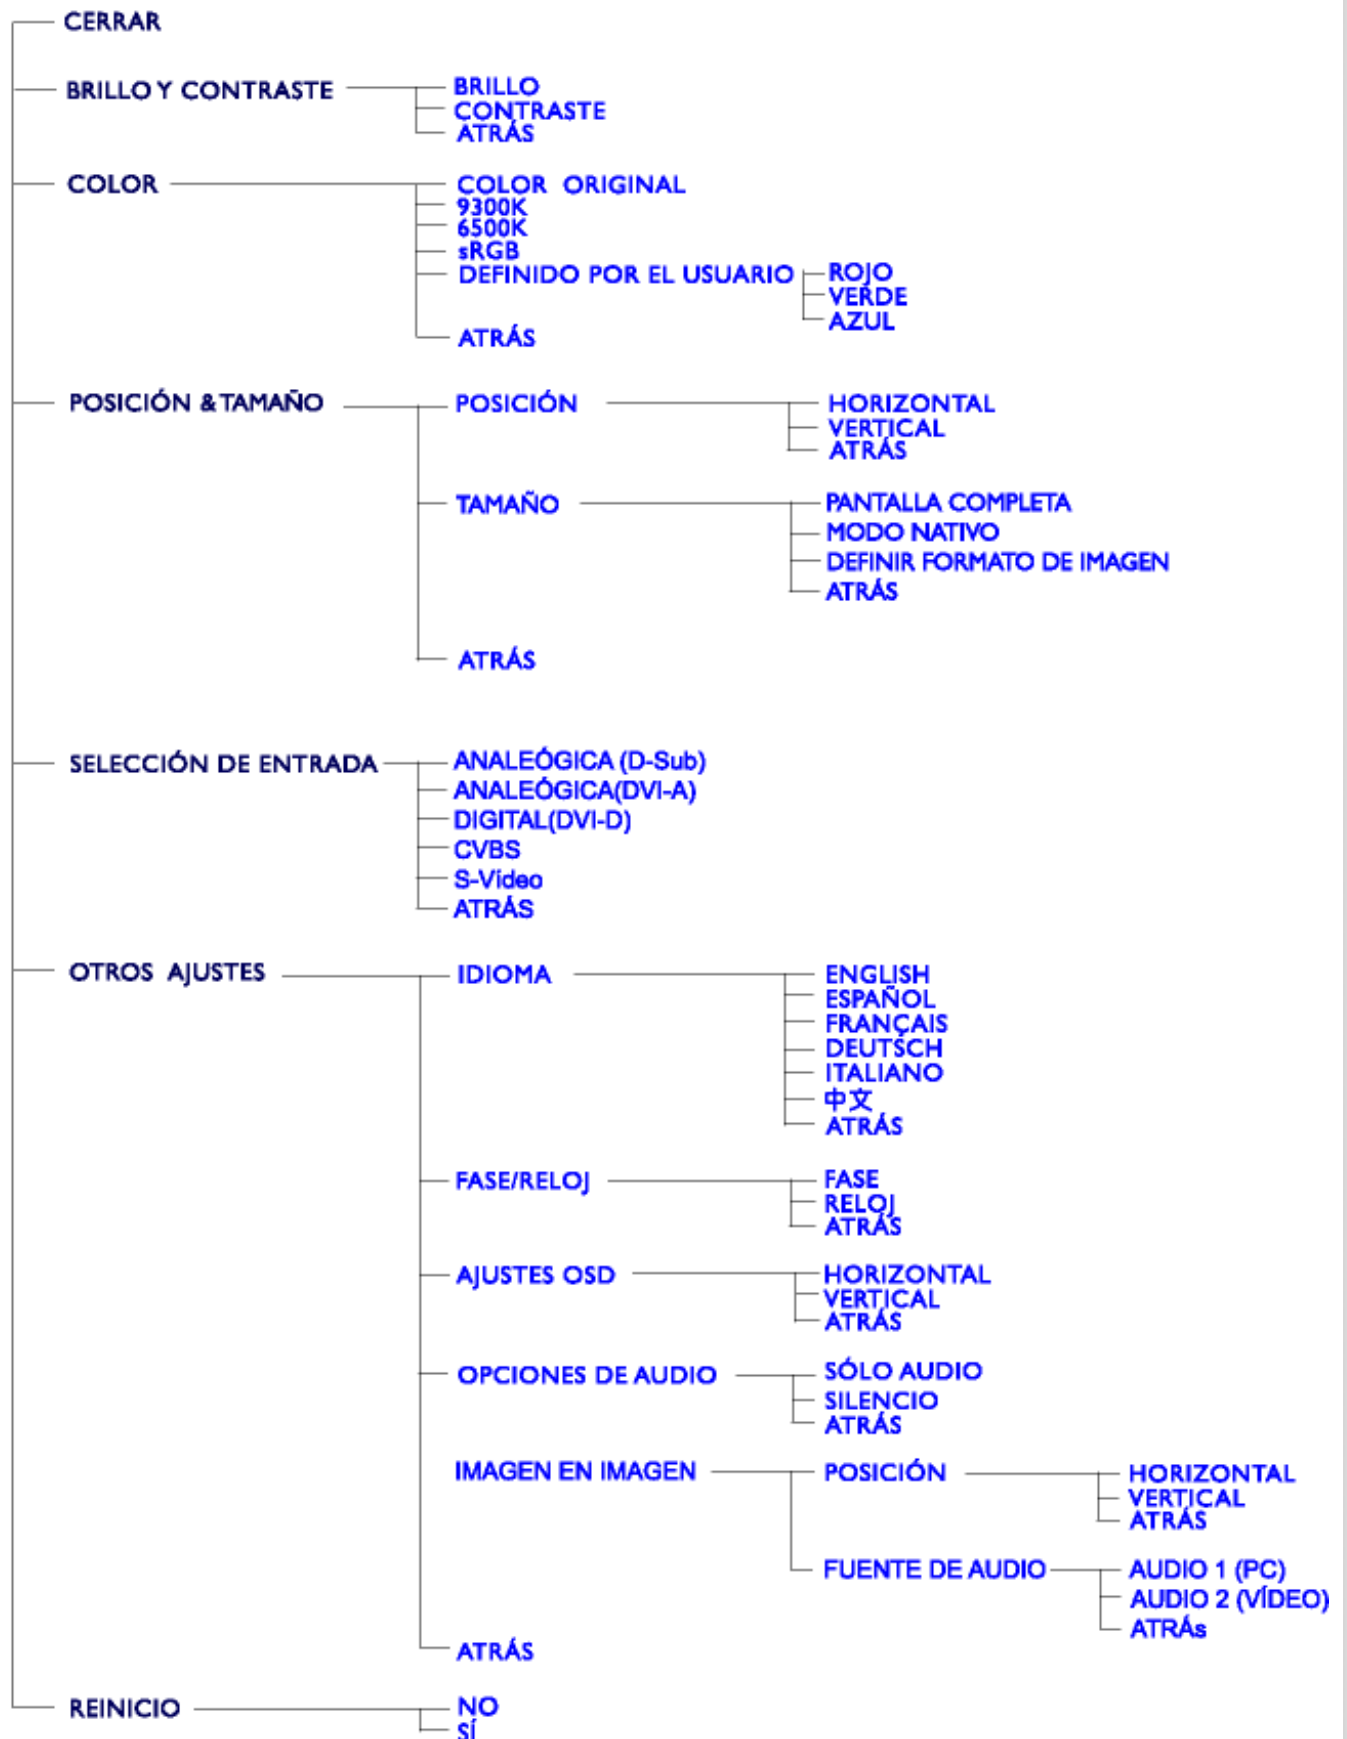 CERRAR
BRILLO Y CONTRASTE
BRILLO
CONTRASTE
ATRÁS
COLOR
COLOR ORIGINAL
9300K
6500K
sRGB
DEFINIDO POR EL USUARIO
ROJO
VERDE
AZUL
ATRÁS
POSICIÓN & TAMAÑO
POSICIÓN
HORIZONTAL
VERTICAL
ATRÁS
TAMAÑO
PANTALLA COMPLETA
MODO NATIVO
DEFINIR FORMATO DE IMAGEN
ATRÁS
ATRÁS
SELECCIÓN DE ENTRADA
ANALEÓGICA (D-Sub)
ANALEÓGICA(DVI-A)
DIGITAL(DVI-D)
CVBS
S-Vídeo
ATRÁS
OTROS AJUSTES
IDIOMA
ENGLISH
ESPAÑOL
FRANÇAIS
DEUTSCH
ITALIANO
中文
ATRÁS
FASE/RELOJ
FASE
RELOJ
ATRÁS
AJUSTES OSD
HORIZONTAL
VERTICAL
ATRÁS
OPCIONES DE AUDIO
SÓLO AUDIO
SILENCIO
ATRÁS
IMAGEN EN IMAGEN
POSICIÓN
HORIZONTAL
VERTICAL
ATRÁS
FUENTE DE AUDIO
AUDIO 1 (PC)
AUDIO 2 (VÍDEO)
ATRÁs
ATRÁS
REINICIO
NO
SÍ